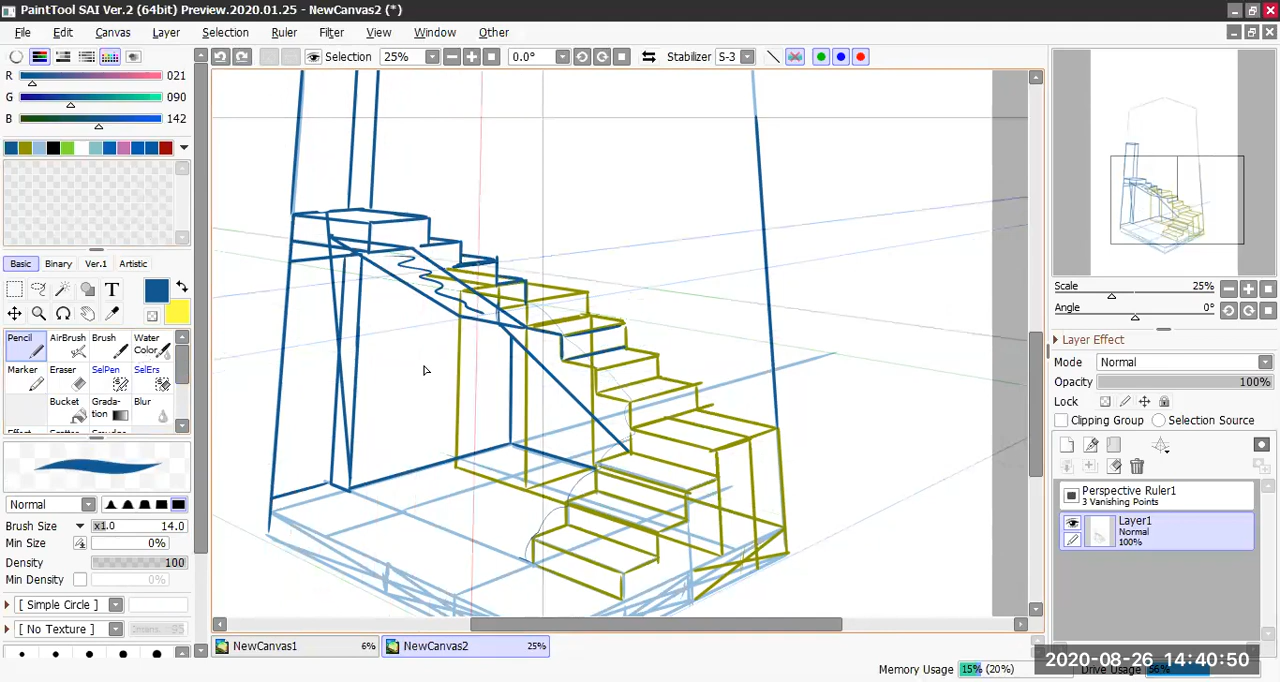 PaintTool SAI Ver.2 (64bit) Preview.2020.01.25 - NewCanvas2 (*)
File Edit Canvas Layer Selection Ruler Filter View Window Other
Selection 25% 0.0° Stabilizer S-3
R 021
G 090
B 142
Basic Binary Ver.1 Artistic
T
Pencil AirBrush Brush Water Color
Marker Eraser SelPen SelErs
Bucket Grada-tion Blur
Normal
Brush Size x1.0 14.0
Min Size 0%
Density 100
Min Density 0%
[ Simple Circle ]
[ No Texture ] 95
Scale 25%
Angle 0°
Layer Effect
Mode Normal
Opacity 100%
Lock
Clipping Group Selection Source
Perspective Ruler1
3 Vanishing Points
Layer1
Normal
100%
NewCanvas1 6% NewCanvas2 25%
Memory Usage 15% (20%) Drive Usage 56%
2020-08-26 14:40:50